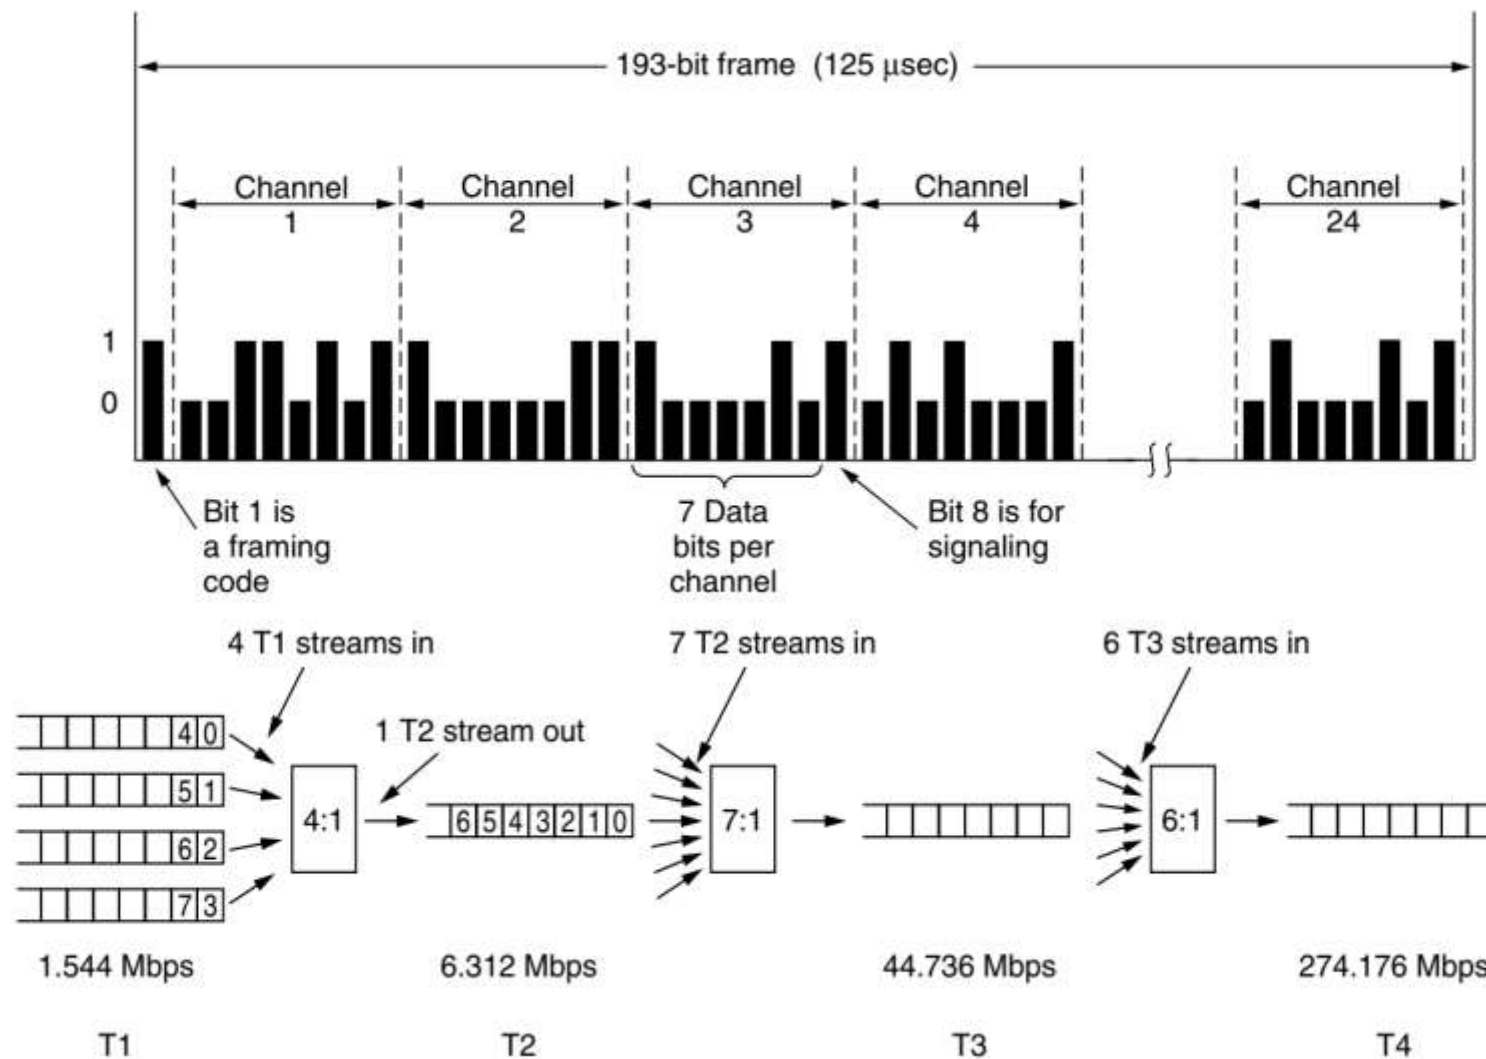 193-bit frame (125 μsec)
Channel
1
Channel
2
Channel
3
Channel
4
Channel
24
1
0
Bit 1 is
a framing
code
7 Data
bits per
channel
Bit 8 is for
signaling
4 T1 streams in
7 T2 streams in
6 T3 streams in
1 T2 stream out
4 0
5 1
6 2
7 3
4:1
6 5 4 3 2 1 0
7:1
6:1
1.544 Mbps
6.312 Mbps
44.736 Mbps
274.176 Mbps
T1
T2
T3
T4